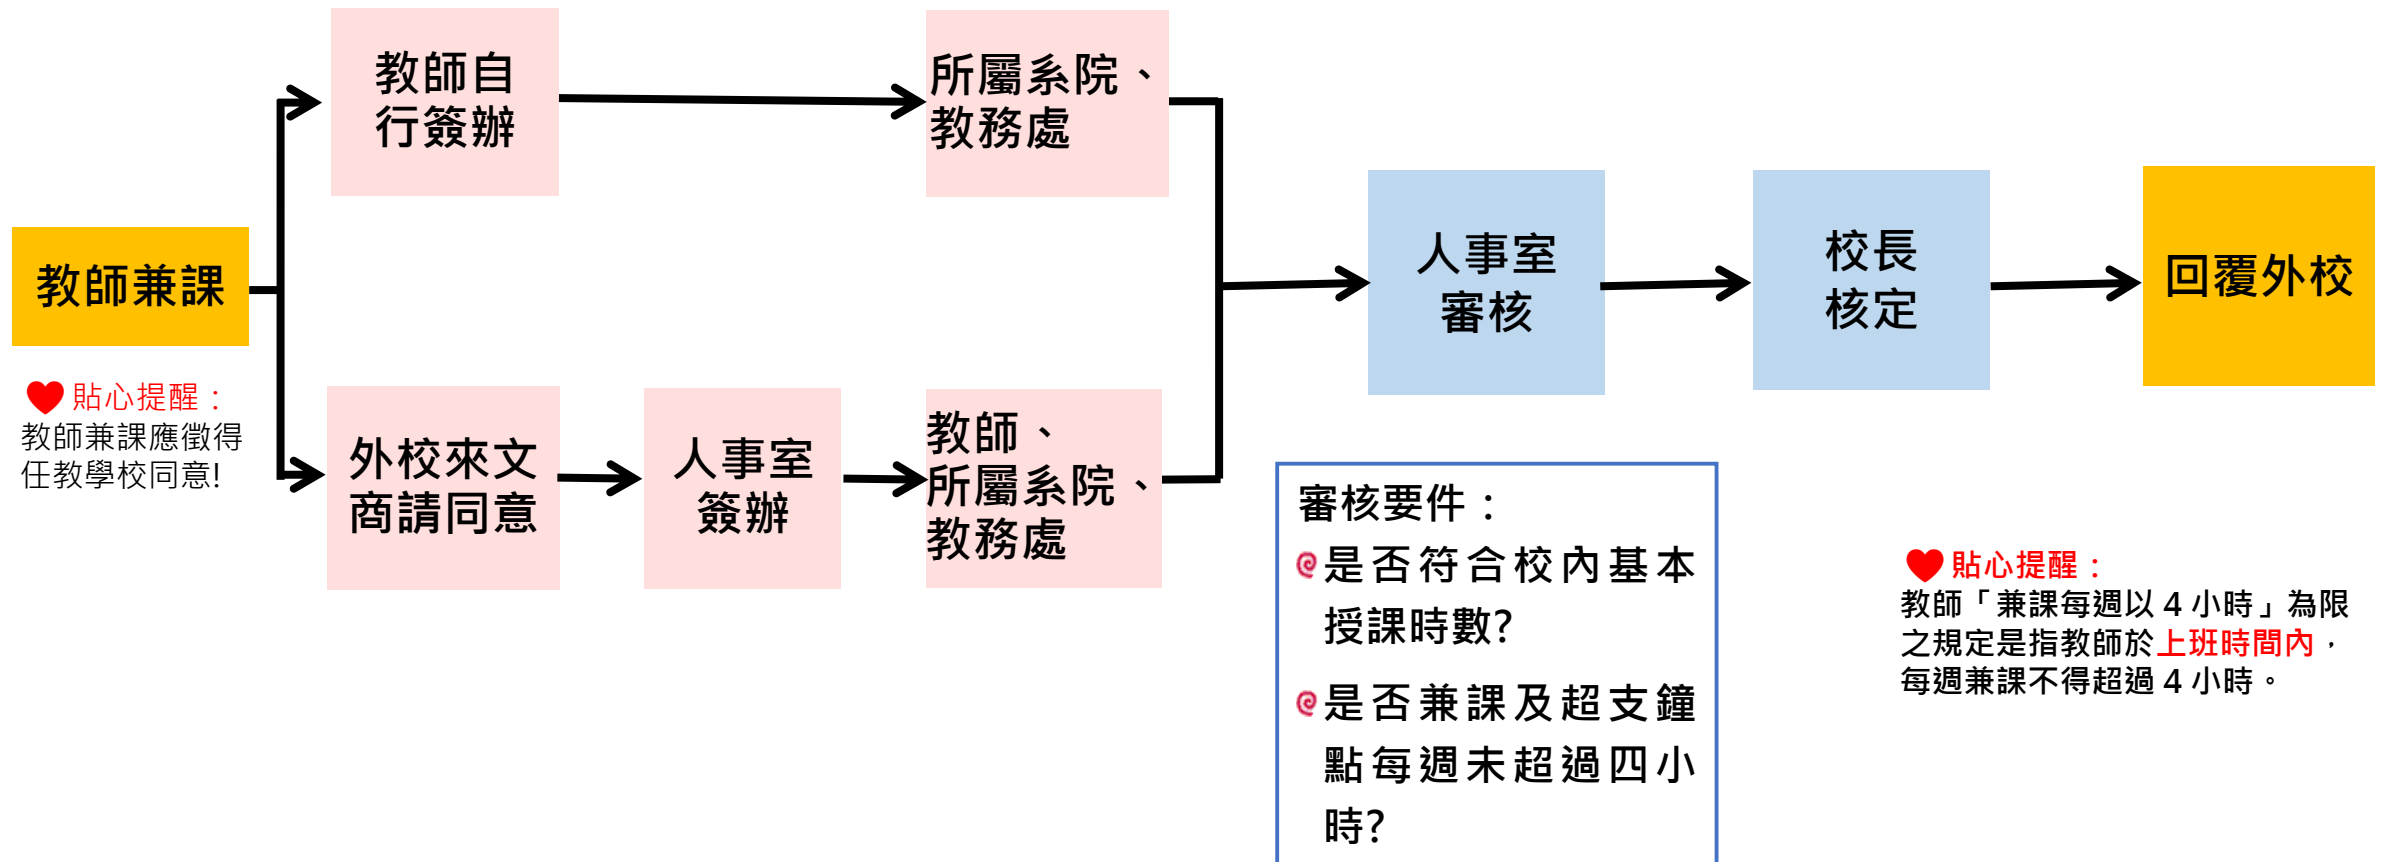 教師兼課
貼心提醒：
教師兼課應徵得
任教學校同意!
教師自
行簽辦
所屬系院、
教務處
外校來文
商請同意
人事室
簽辦
教師、
所屬系院、
教務處
人事室
審核
校長
核定
回覆外校
審核要件：
是否符合校內基本
授課時數?
是否兼課及超支鐘
點每週未超過四小
時?
貼心提醒：
教師「兼課每週以4小時」為限
之規定是指教師於上班時間內，
每週兼課不得超過4小時。